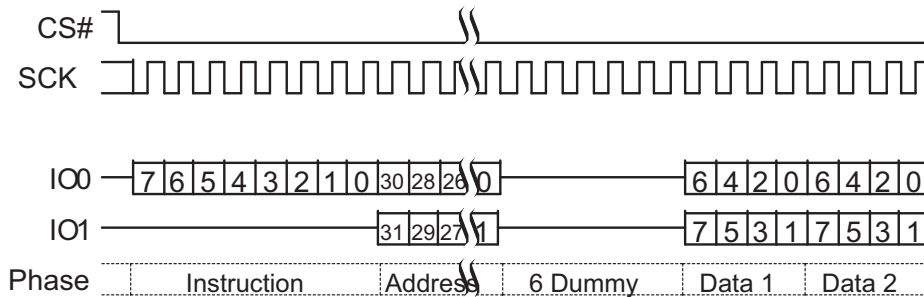 CS#
SCK
IO0 7 6 5 4 3 2 1 0 30 28 26 0 6 4 2 0 6 4 2 0
IO1 31 29 27 1 7 5 3 1 7 5 3 1
Phase Instruction Address 6 Dummy Data 1 Data 2